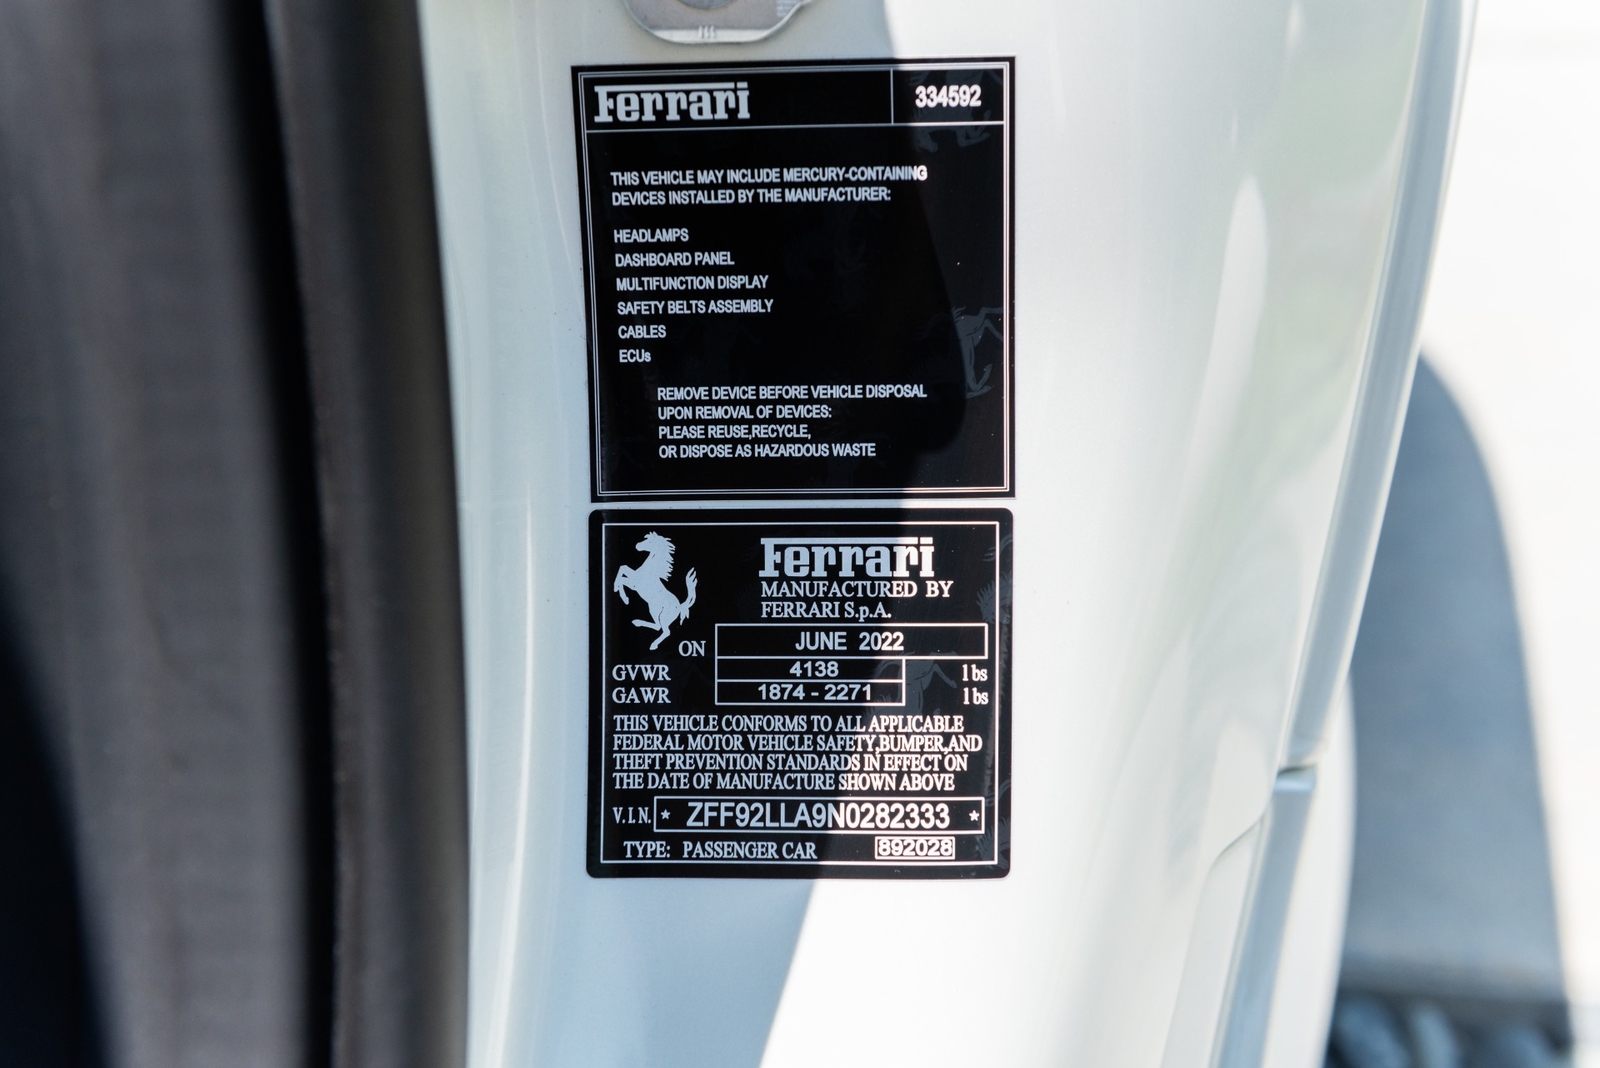 Ferrari 334592
THIS VEHICLE MAY INCLUDE MERCURY-CONTAINING
DEVICES INSTALLED BY THE MANUFACTURER:
HEADLAMPS
DASHBOARD PANEL
MULTIFUNCTION DISPLAY
SAFETY BELTS ASSEMBLY
CABLES
ECUs
REMOVE DEVICE BEFORE VEHICLE DISPOSAL
UPON REMOVAL OF DEVICES:
PLEASE REUSE,RECYCLE,
OR DISPOSE AS HAZARDOUS WASTE
Ferrari
MANUFACTURED BY
FERRARI S.p.A.
ON JUNE 2022
GVWR 4138 lbs
GAWR 1874 - 2271 lbs
THIS VEHICLE CONFORMS TO ALL APPLICABLE
FEDERAL MOTOR VEHICLE SAFETY,BUMPER,AND
THEFT PREVENTION STANDARDS IN EFFECT ON
THE DATE OF MANUFACTURE SHOWN ABOVE
V.I.N. * ZFF92LLA9N0282333 *
TYPE: PASSENGER CAR 892028